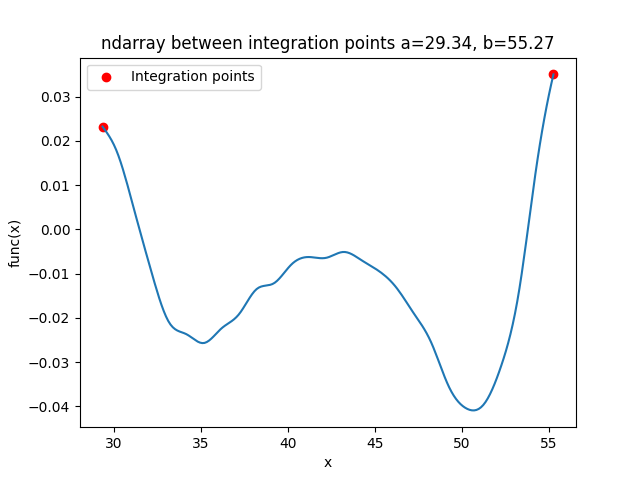 ndarray between integration points a=29.34, b=55.27
Integration points
0.03
0.02
0.01
0.00
−0.01
−0.02
−0.03
−0.04
func(x)
30 35 40 45 50 55
x